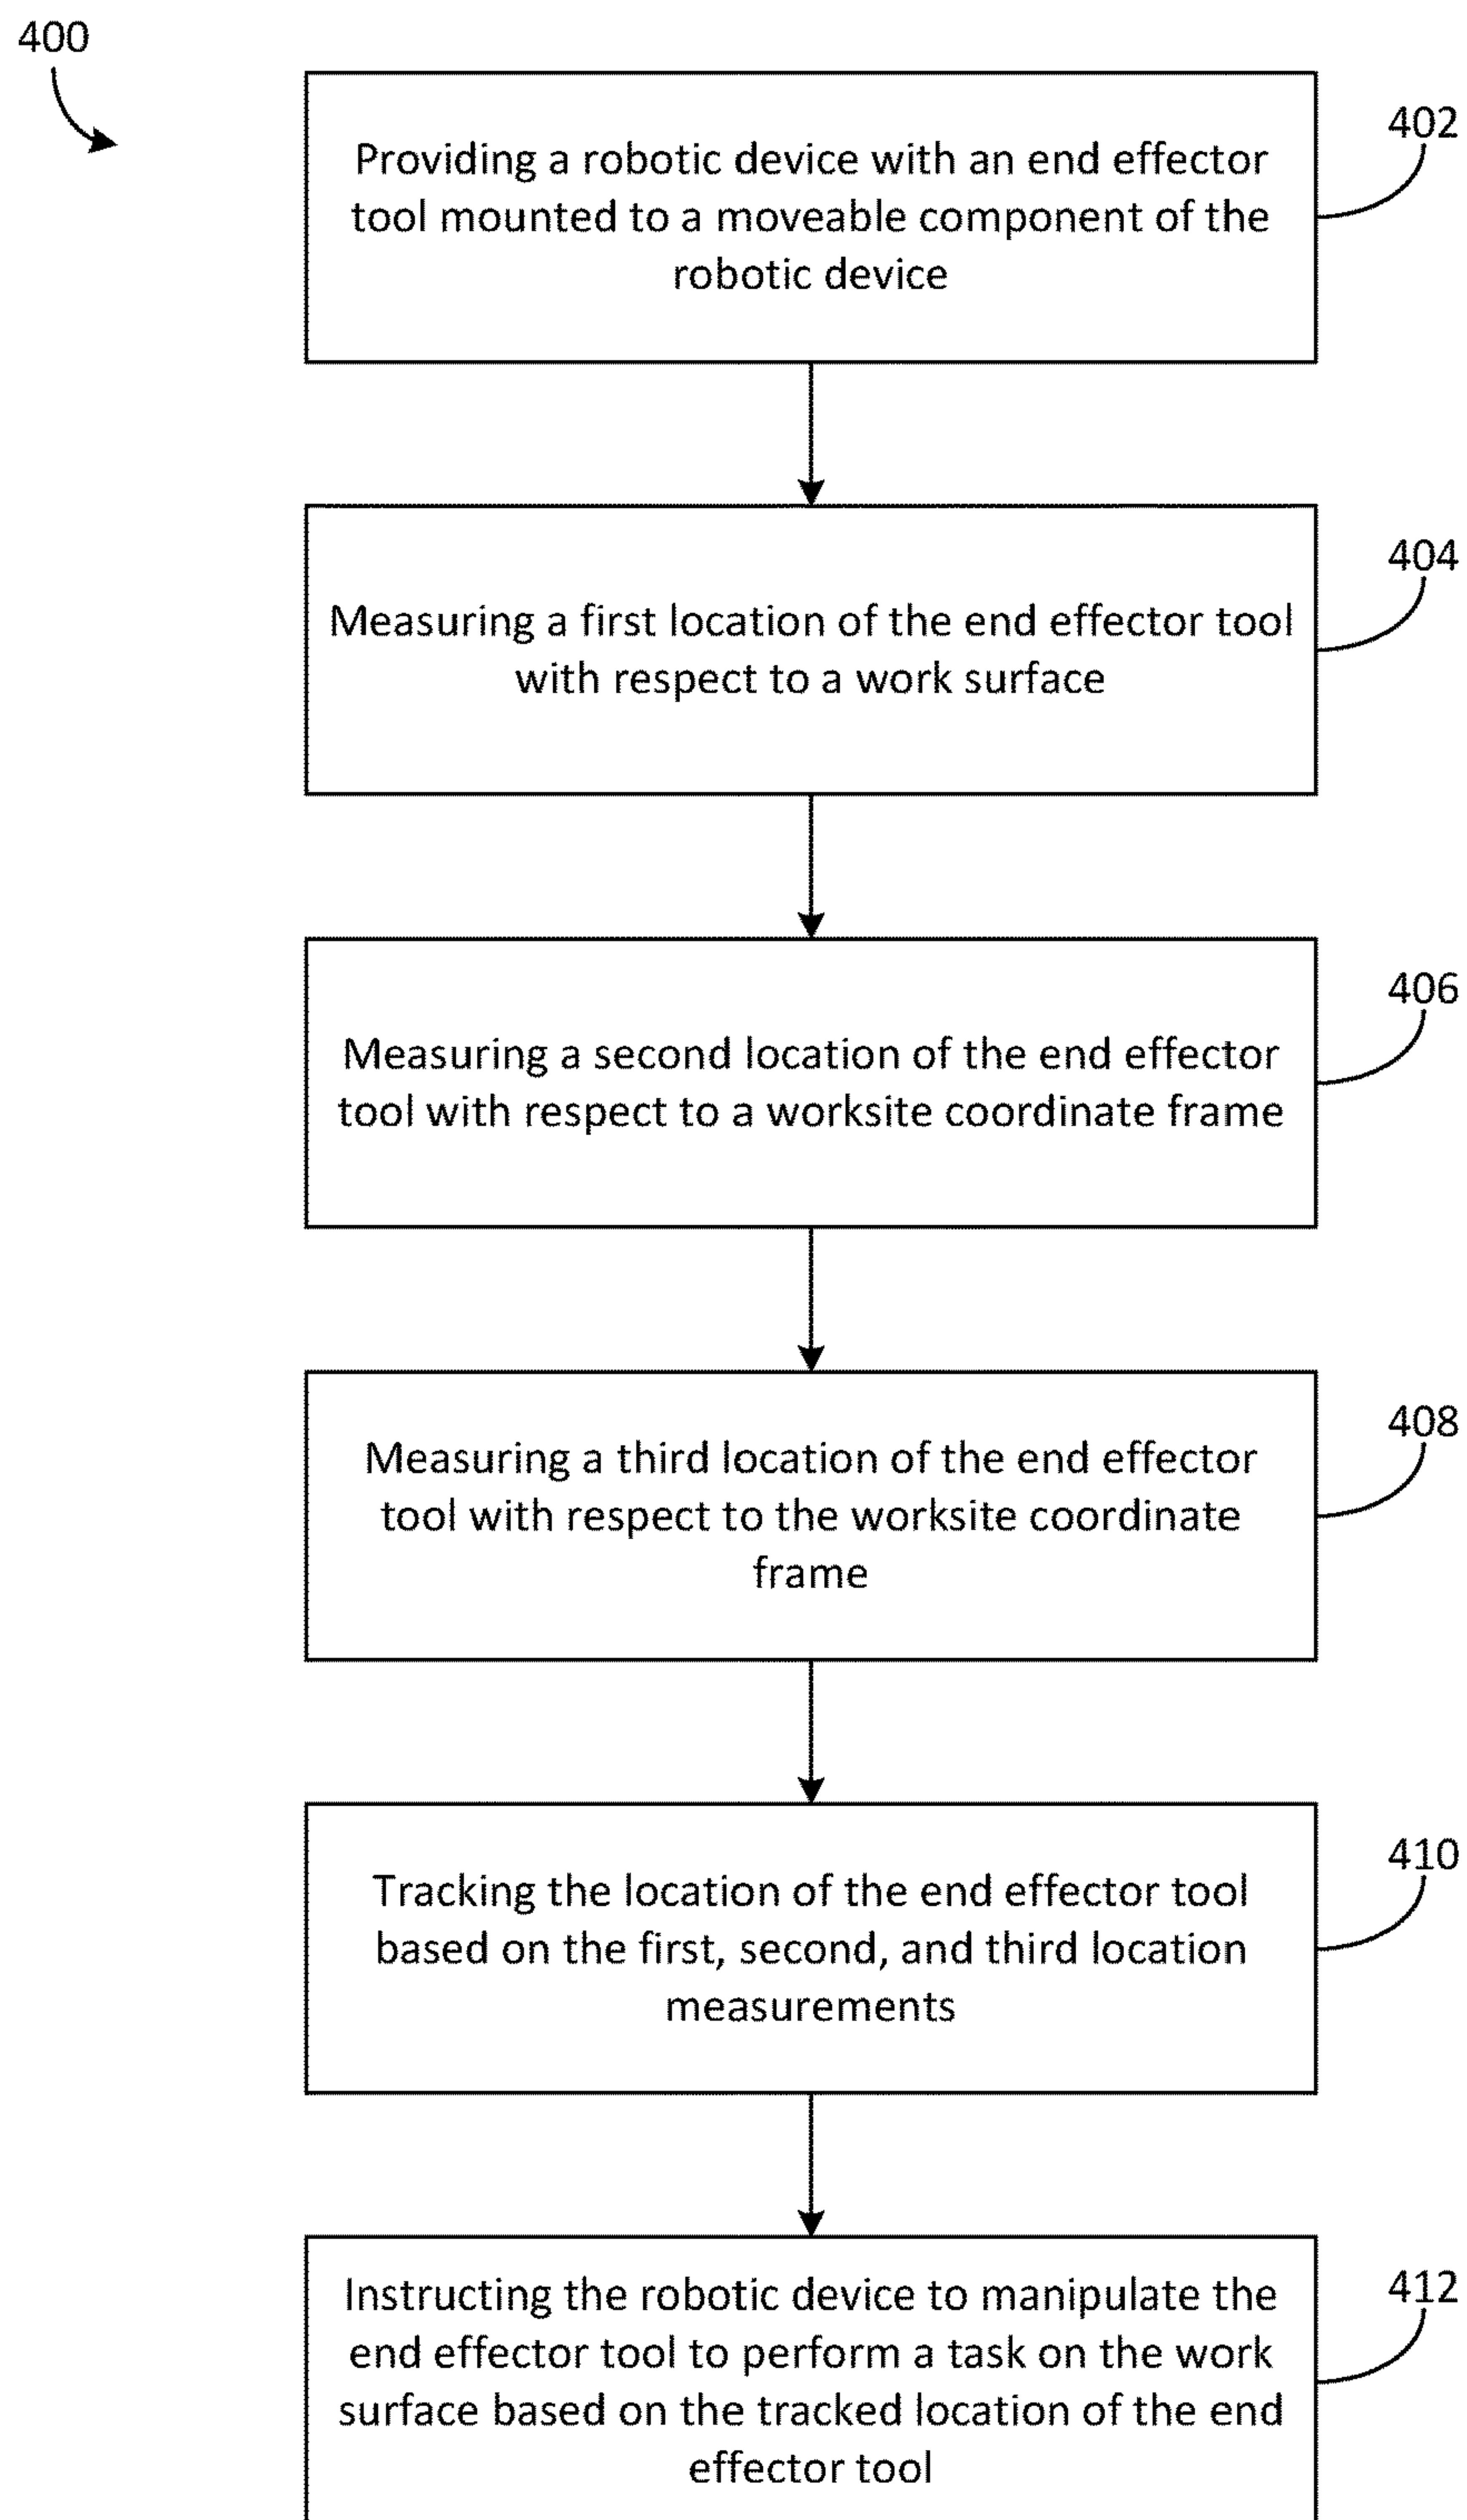 400
402
Providing a robotic device with an end effector
tool mounted to a moveable component of the
robotic device
404
Measuring a first location of the end effector tool
with respect to a work surface
406
Measuring a second location of the end effector
tool with respect to a worksite coordinate frame
408
Measuring a third location of the end effector
tool with respect to the worksite coordinate
frame
410
Tracking the location of the end effector tool
based on the first, second, and third location
measurements
412
Instructing the robotic device to manipulate the
end effector tool to perform a task on the work
surface based on the tracked location of the end
effector tool